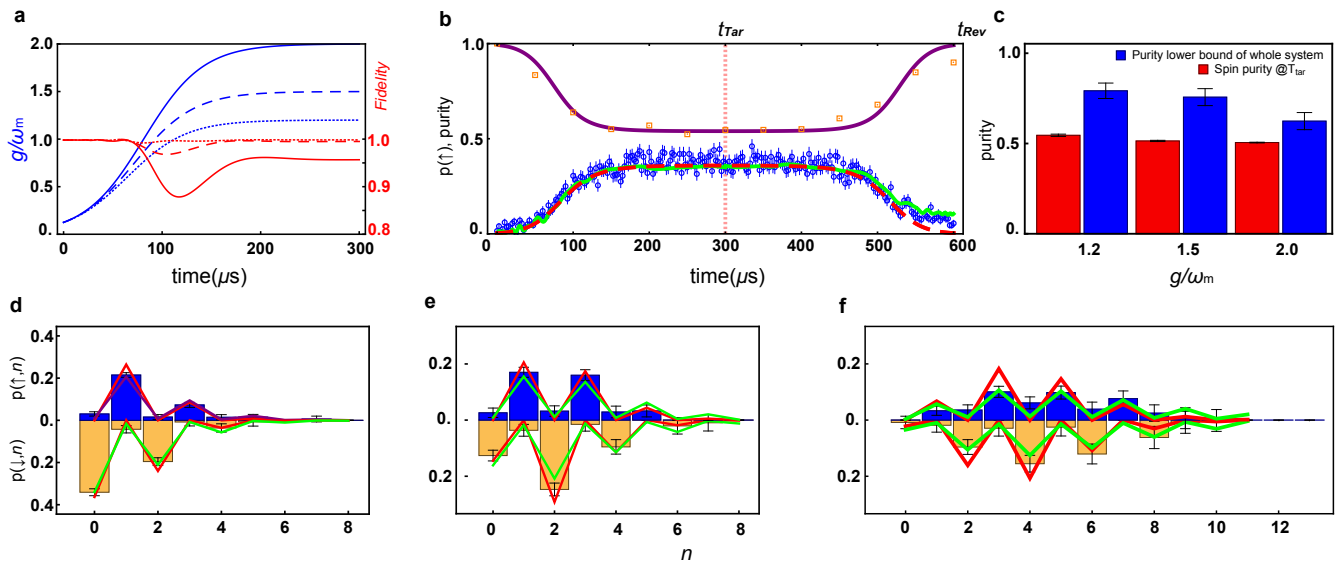 a
g/ωm
2.0
1.5
1.0
0.5
0.
Fidelity
1.0
0.9
0.8
0
100
200
300
time(µs)
b
tTar
tRev
p(↑), purity
1.0
0.5
0.
0
100
200
300
400
500
600
time(µs)
c
purity
1.0
0.5
0.
Purity lower bound of whole system
Spin purity @Ttar
1.2
1.5
2.0
g/ωm
d
p(↑,n)
p(↓,n)
0.4
0.2
0
0.2
0.4
0
2
4
6
8
e
0.2
0
0.2
0
2
4
6
8
n
f
0.2
0
0.2
0
2
4
6
8
10
12